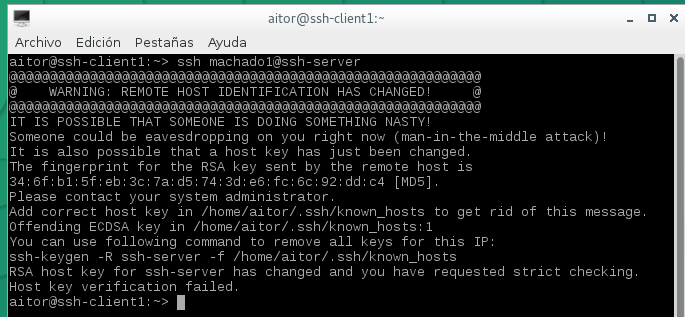 aitor@ssh-client1:~
Archivo Edición Pestañas Ayuda
aitor@ssh-client1:~> ssh machado1@ssh-server
@@@@@@@@@@@@@@@@@@@@@@@@@@@@@@@@@@@@@@@@@@@@@@@@@@@@@@@@@@@
@    WARNING: REMOTE HOST IDENTIFICATION HAS CHANGED!     @
@@@@@@@@@@@@@@@@@@@@@@@@@@@@@@@@@@@@@@@@@@@@@@@@@@@@@@@@@@@
IT IS POSSIBLE THAT SOMEONE IS DOING SOMETHING NASTY!
Someone could be eavesdropping on you right now (man-in-the-middle attack)!
It is also possible that a host key has just been changed.
The fingerprint for the RSA key sent by the remote host is
34:6f:b1:5f:eb:3c:7a:d5:74:3d:e6:fc:6c:92:dd:c4 [MD5].
Please contact your system administrator.
Add correct host key in /home/aitor/.ssh/known_hosts to get rid of this message.
Offending ECDSA key in /home/aitor/.ssh/known_hosts:1
You can use following command to remove all keys for this IP:
ssh-keygen -R ssh-server -f /home/aitor/.ssh/known_hosts
RSA host key for ssh-server has changed and you have requested strict checking.
Host key verification failed.
aitor@ssh-client1:~>